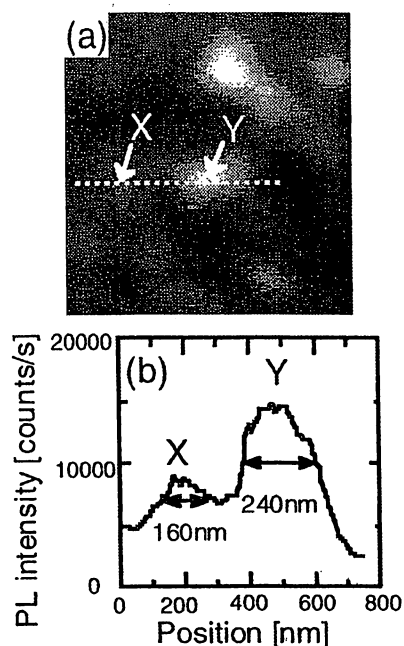 (a)
X Y
20000
10000
0
PL intensity [counts/s]
(b)
Y
X
240nm
160nm
0 200 400 600 800
Position [nm]